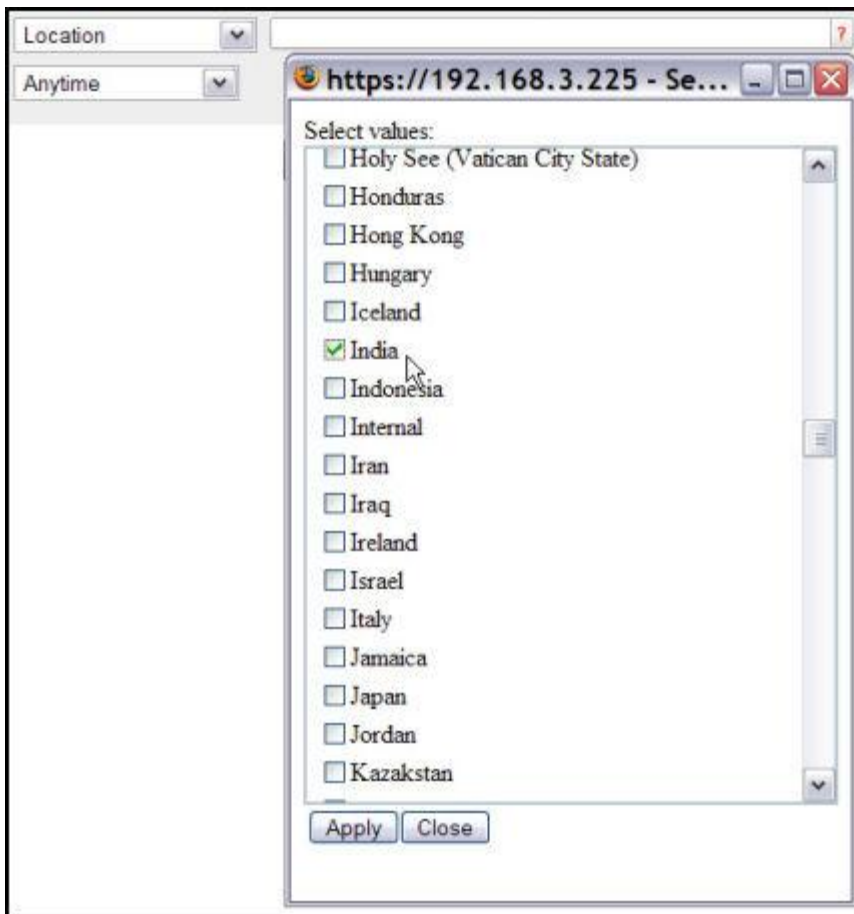 Location
?
Anytime
https://192.168.3.225 - Se...
Select values:
Holy See (Vatican City State)
Honduras
Hong Kong
Hungary
Iceland
India
Indonesia
Internal
Iran
Iraq
Ireland
Israel
Italy
Jamaica
Japan
Jordan
Kazakstan
Apply Close